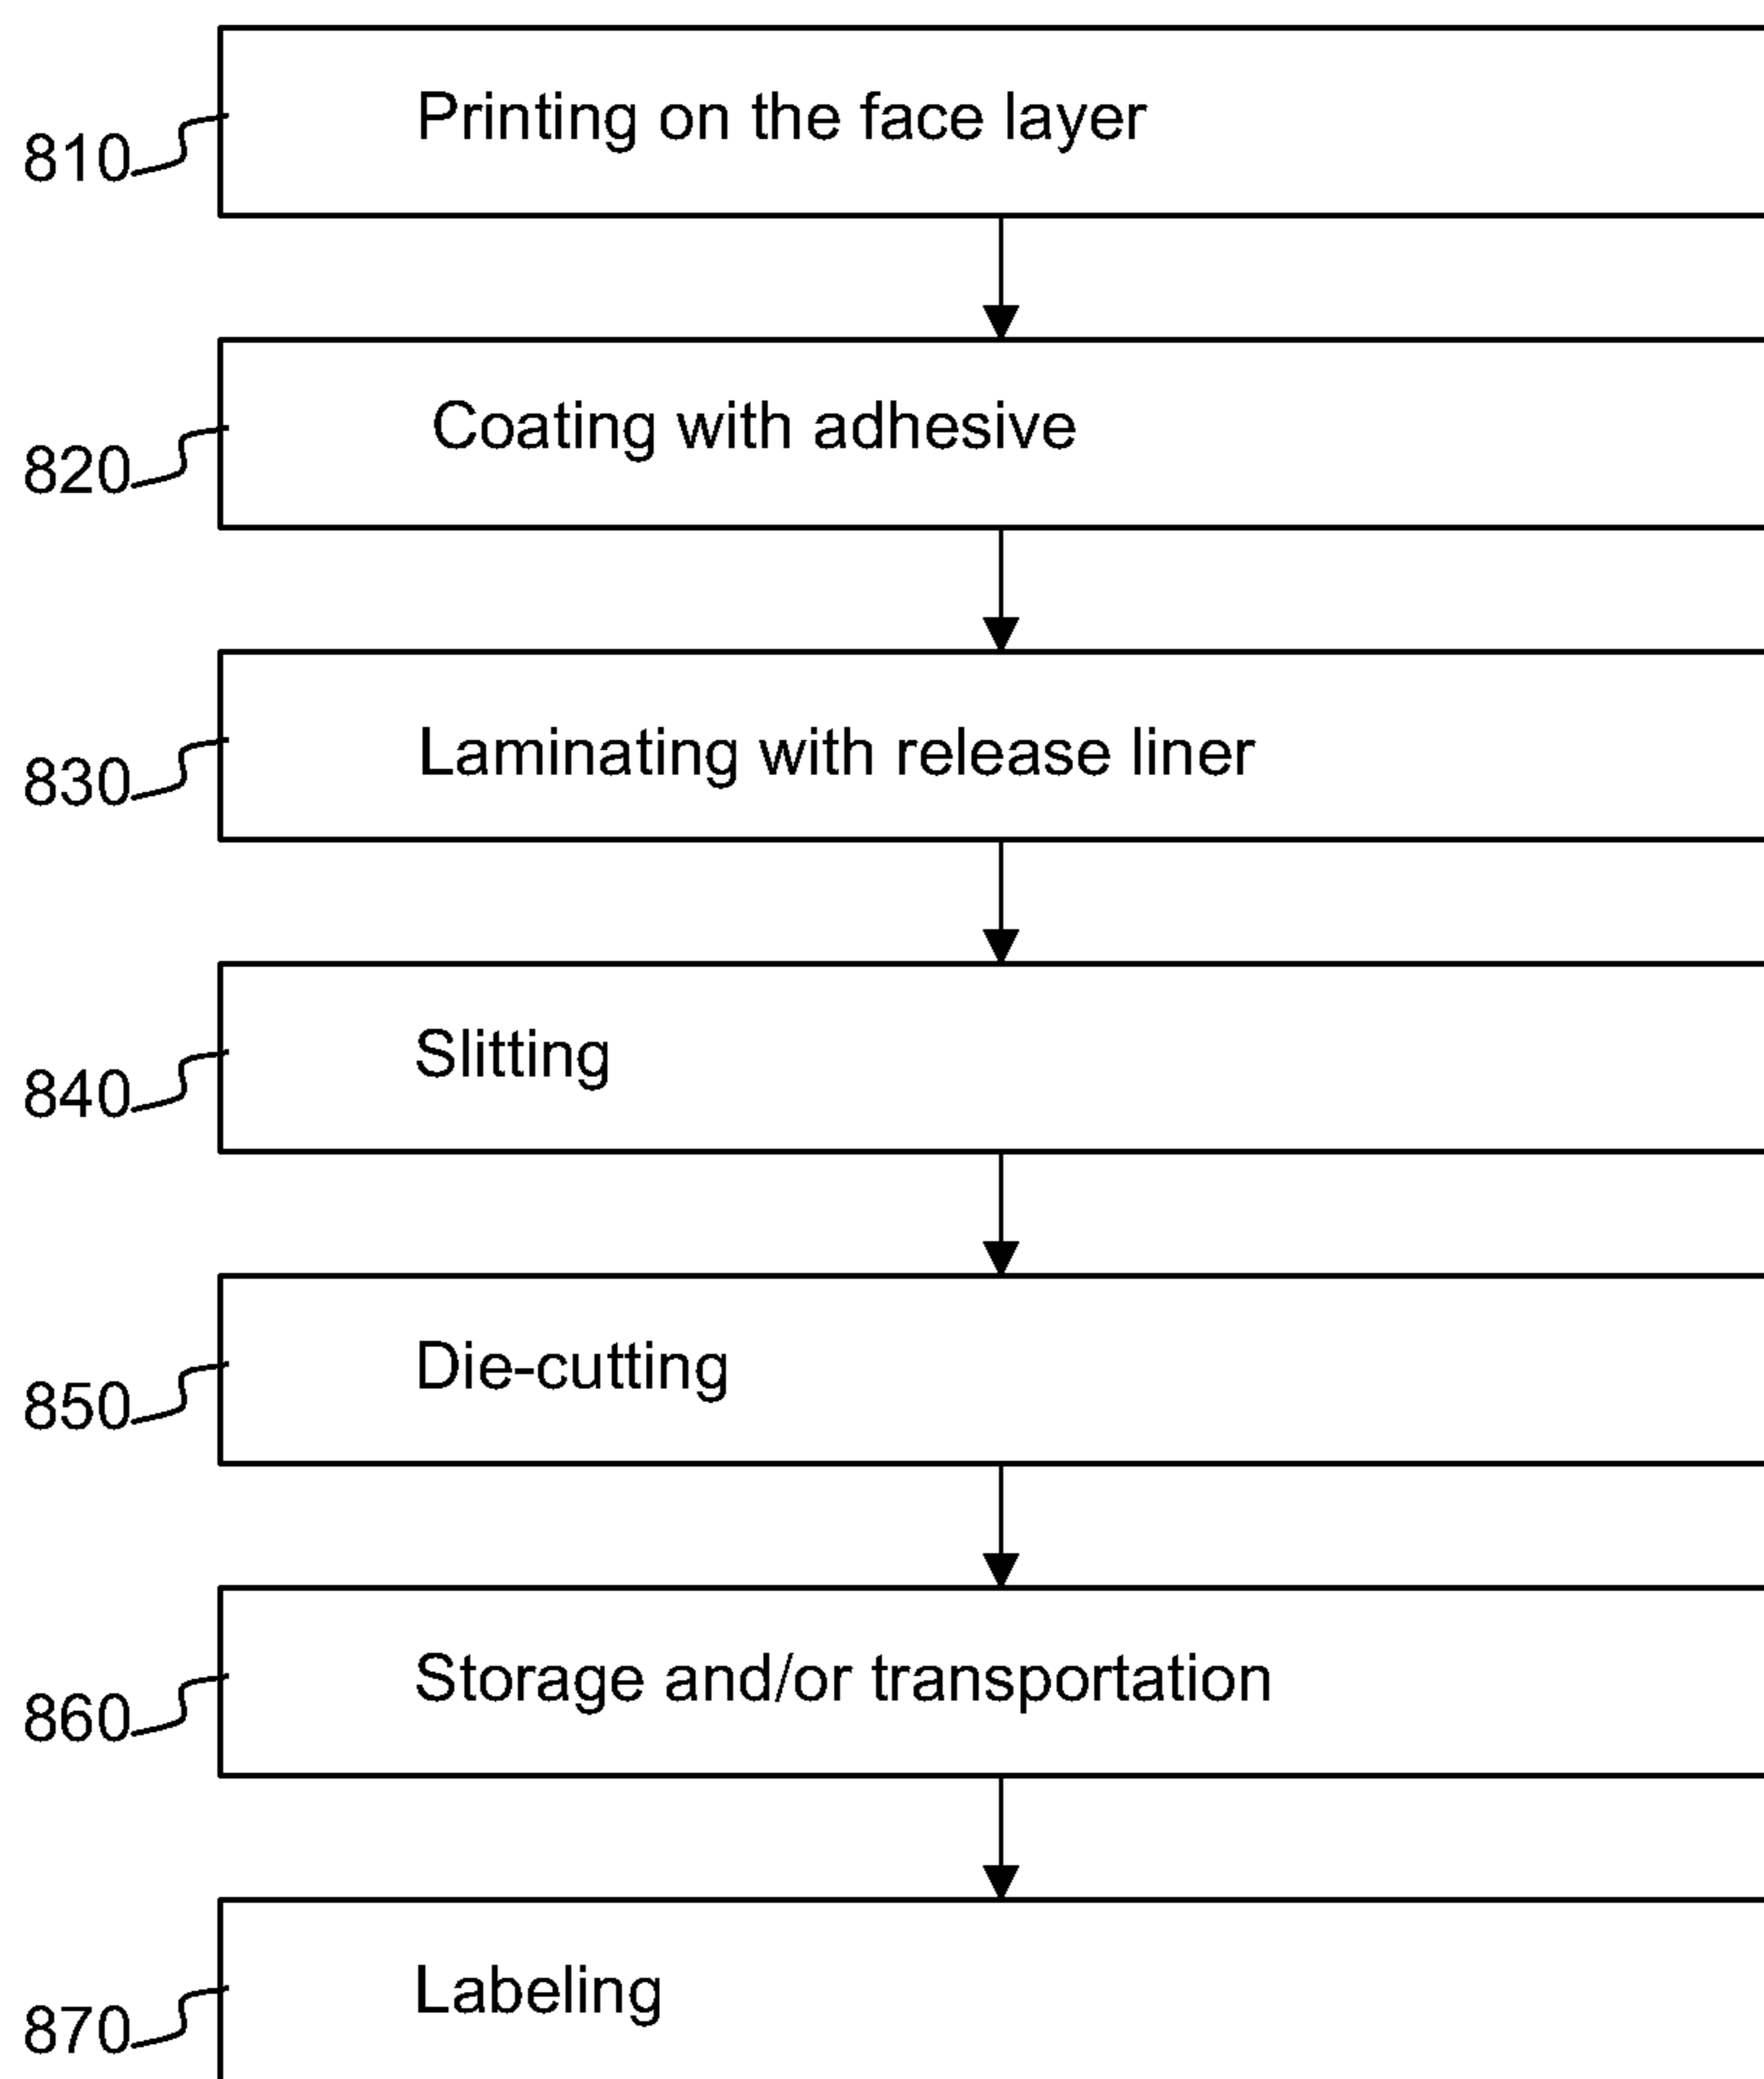 Printing on the face layer
810
Coating with adhesive
820
Laminating with release liner
830
Slitting
840
Die-cutting
850
Storage and/or transportation
860
Labeling
870